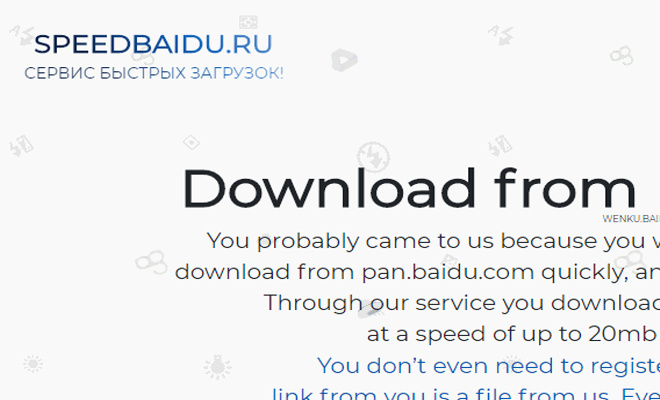 SPEEDBAIDU.RU
СЕРВИС БЫСТРЫХ ЗАГРУЗОК!
Download from
WENKU.BAI
You probably came to us because you
download from pan.baidu.com quickly, an
Through our service you download
at a speed of up to 20mb
You don’t even need to registe
link from you is a file from us. Eve